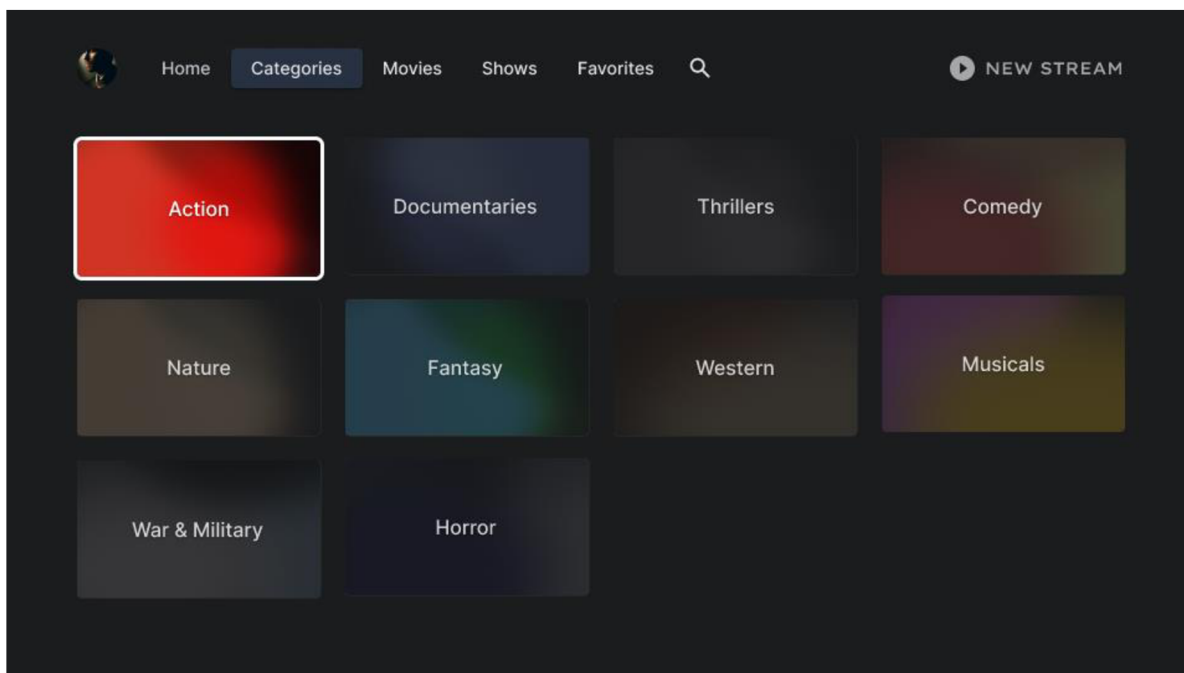 Home Categories Movies Shows Favorites NEW STREAM
Action Documentaries Thrillers Comedy
Nature Fantasy Western Musicals
War & Military Horror